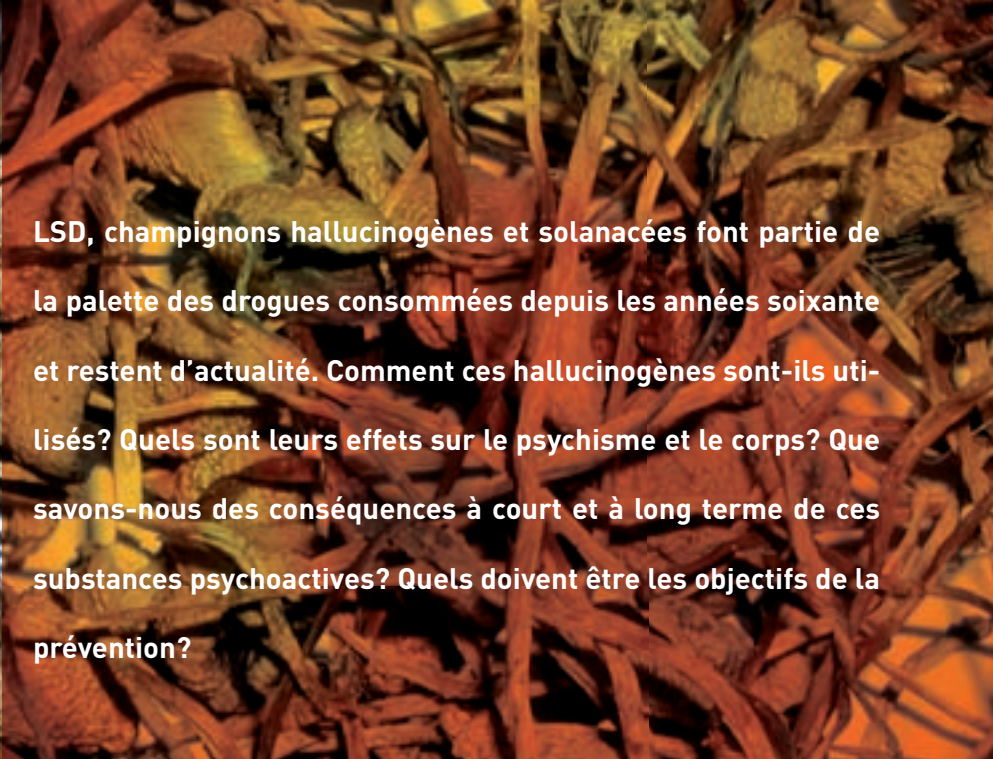 LSD, champignons hallucinogènes et solanacées font partie de
la palette des drogues consommées depuis les années soixante
et restent d’actualité. Comment ces hallucinogènes sont-ils uti-
lisés? Quels sont leurs effets sur le psychisme et le corps? Que
savons-nous des conséquences à court et à long terme de ces
substances psychoactives? Quels doivent être les objectifs de la
prévention?